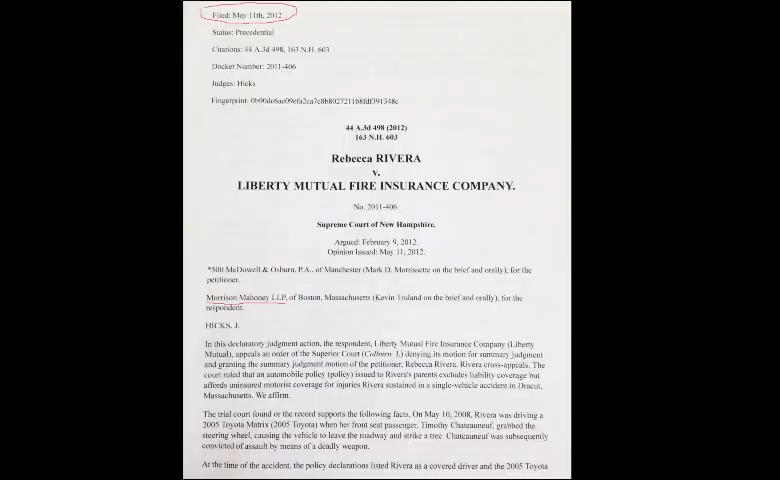 Filed: May 11th, 2012
Status: Precedential
Citations: 44 A.3d 498, 163 N.H. 603
Docket Number: 2011-406
Judges: Hicks
Fingerprint:
44 A.3d 498 (2012)
163 N.H. 603
Rebecca RIVERA
v.
LIBERTY MUTUAL FIRE INSURANCE COMPANY.
No. 2011-406.
Supreme Court of New Hampshire.
Argued: February 9, 2012.
Opinion Issued: May 11, 2012.
*500 McDowell & Osburn, P.A., of Manchester (Mark D. Morrissette on the brief and orally), for the
petitioner.
Morrison Mahoney LLP, of Boston, Massachusetts (Kevin Truland on the brief and orally), for the
respondent.
HICKS, J.
In this declaratory judgment action, the respondent, Liberty Mutual Fire Insurance Company (Liberty
Mutual), appeals an order of the Superior Court (Colburn J.) denying its motion for summary judgment
and granting the summary judgment motion of the petitioner, Rebecca Rivera. Rivera cross-appeals. The
court ruled that an automobile policy (policy) issued to Rivera's parents excludes liability coverage but
affords uninsured motorist coverage for injuries Rivera sustained in a single-vehicle accident in Dracut,
Massachusetts. We affirm.
The trial court found or the record supports the following facts. On May 10, 2008, Rivera was driving a
2005 Toyota Matrix (2005 Toyota) when her front seat passenger, Timothy Chateauneuf, grabbed the
steering wheel, causing the vehicle to leave the roadway and strike a tree. Chateauneuf was subsequently
convicted of assault by means of a deadly weapon.
At the time of the accident, the policy declarations listed Rivera as a covered driver and the 2005 Toyota